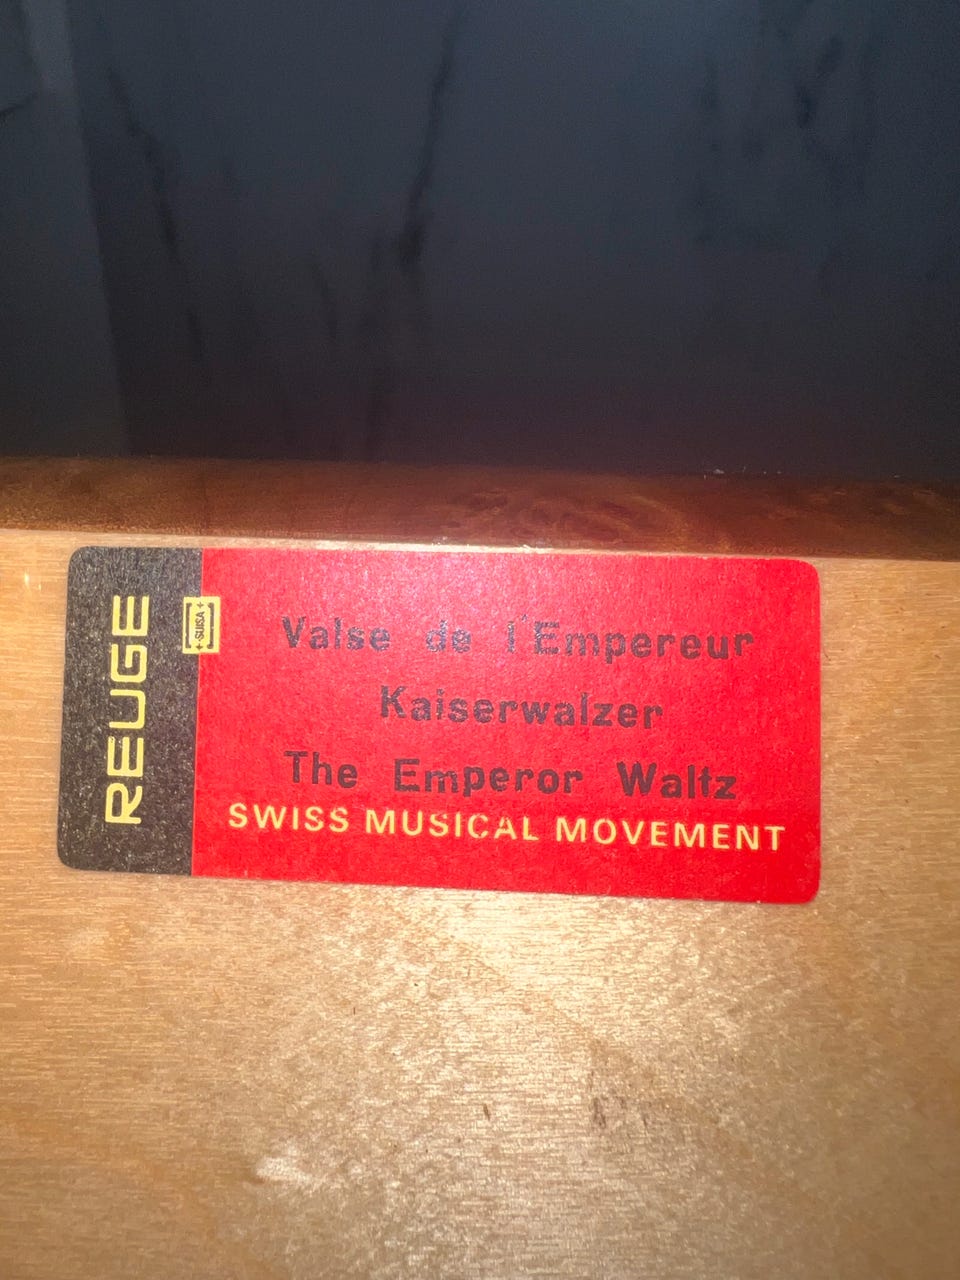 REUGE
+ SUISA +
Valse de l'Empereur
Kaiserwalzer
The Emperor Waltz
SWISS MUSICAL MOVEMENT